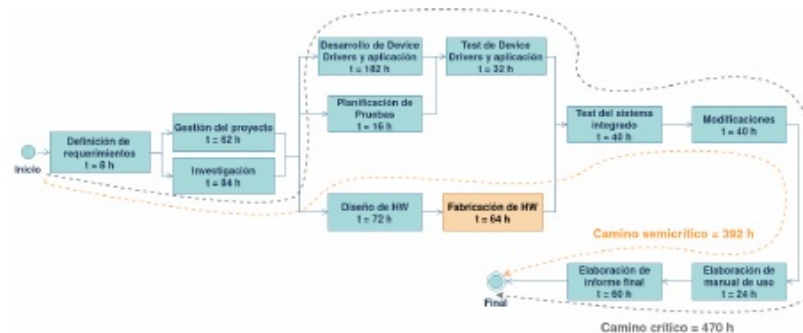 Inicio
Definición de
requerimientos
t = 8 h
Gestión del proyecto
t = 62 h
Investigación
t = 84 h
Desarrollo de Device
Drivers y aplicación
t = 182 h
Planificación de
Pruebas
t = 16 h
Test de Device
Drivers y aplicación
t = 32 h
Diseño de HW
t = 72 h
Fabricación de HW
t = 64 h
Test del sistema
integrado
t = 40 h
Modificaciones
t = 40 h
Camino semicrítico = 392 h
Elaboración de
manual de uso
t = 24 h
Elaboración de
informe final
t = 60 h
Final
Camino crítico = 470 h